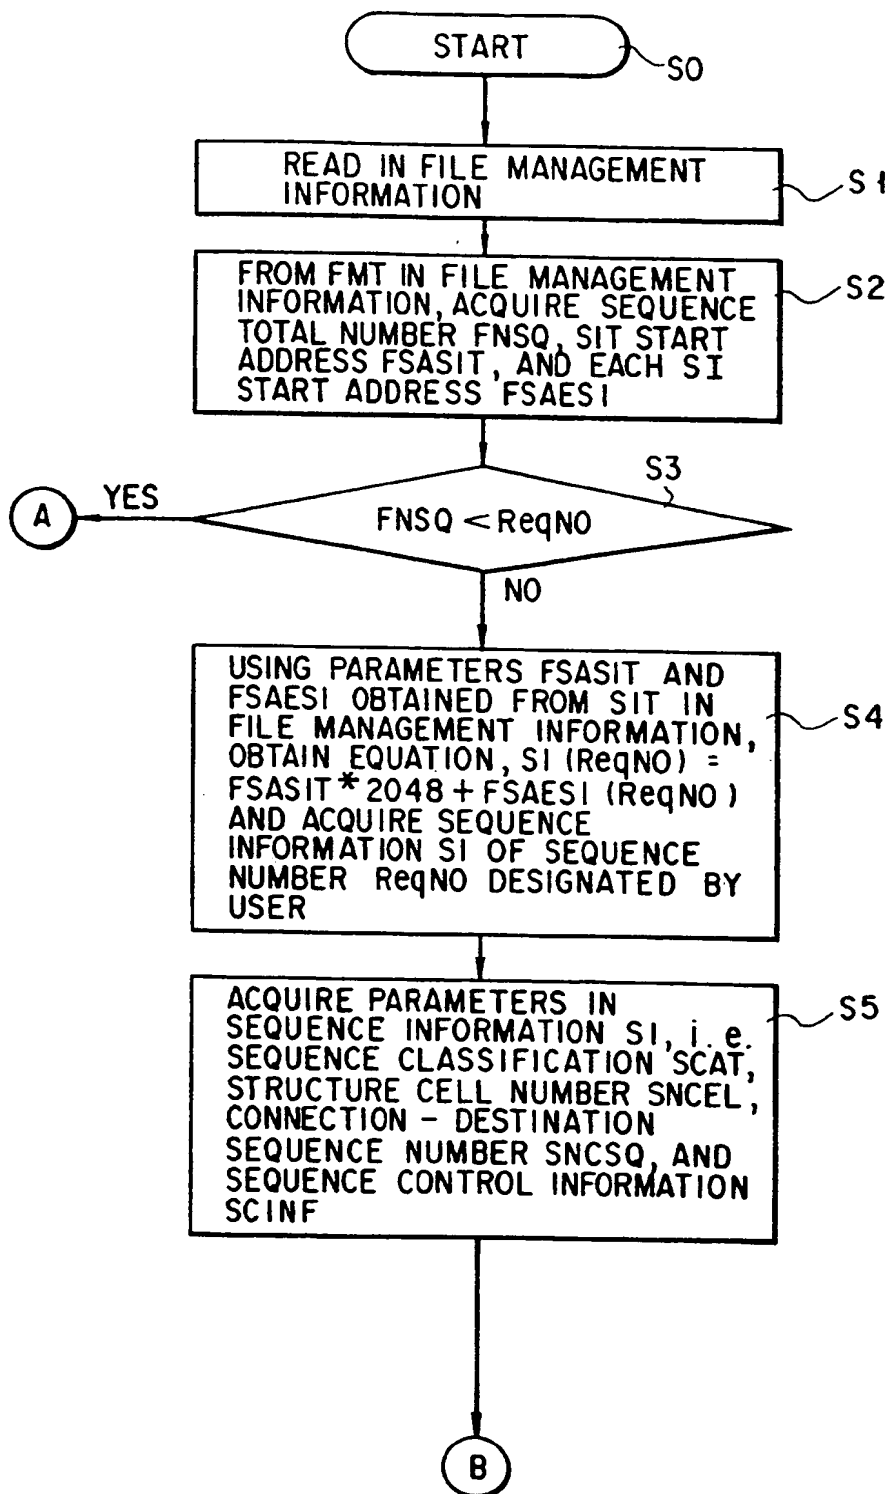 START
S0
READ IN FILE MANAGEMENT
INFORMATION
S1
FROM FMT IN FILE MANAGEMENT
INFORMATION, ACQUIRE SEQUENCE
TOTAL NUMBER FNSQ, SIT START
ADDRESS FSASIT, AND EACH SI
START ADDRESS FSAESI
S2
S3
FNSQ < ReqNO
YES
A
NO
USING PARAMETERS FSASIT AND
FSAESI OBTAINED FROM SIT IN
FILE MANAGEMENT INFORMATION,
OBTAIN EQUATION, SI (ReqNO) =
FSASIT * 2048 + FSAESI (ReqNO)
AND ACQUIRE SEQUENCE
INFORMATION SI OF SEQUENCE
NUMBER ReqNO DESIGNATED BY
USER
S4
ACQUIRE PARAMETERS IN
SEQUENCE INFORMATION SI, i.e.
SEQUENCE CLASSIFICATION SCAT,
STRUCTURE CELL NUMBER SNCEL,
CONNECTION - DESTINATION
SEQUENCE NUMBER SNCSQ, AND
SEQUENCE CONTROL INFORMATION
SCINF
S5
B